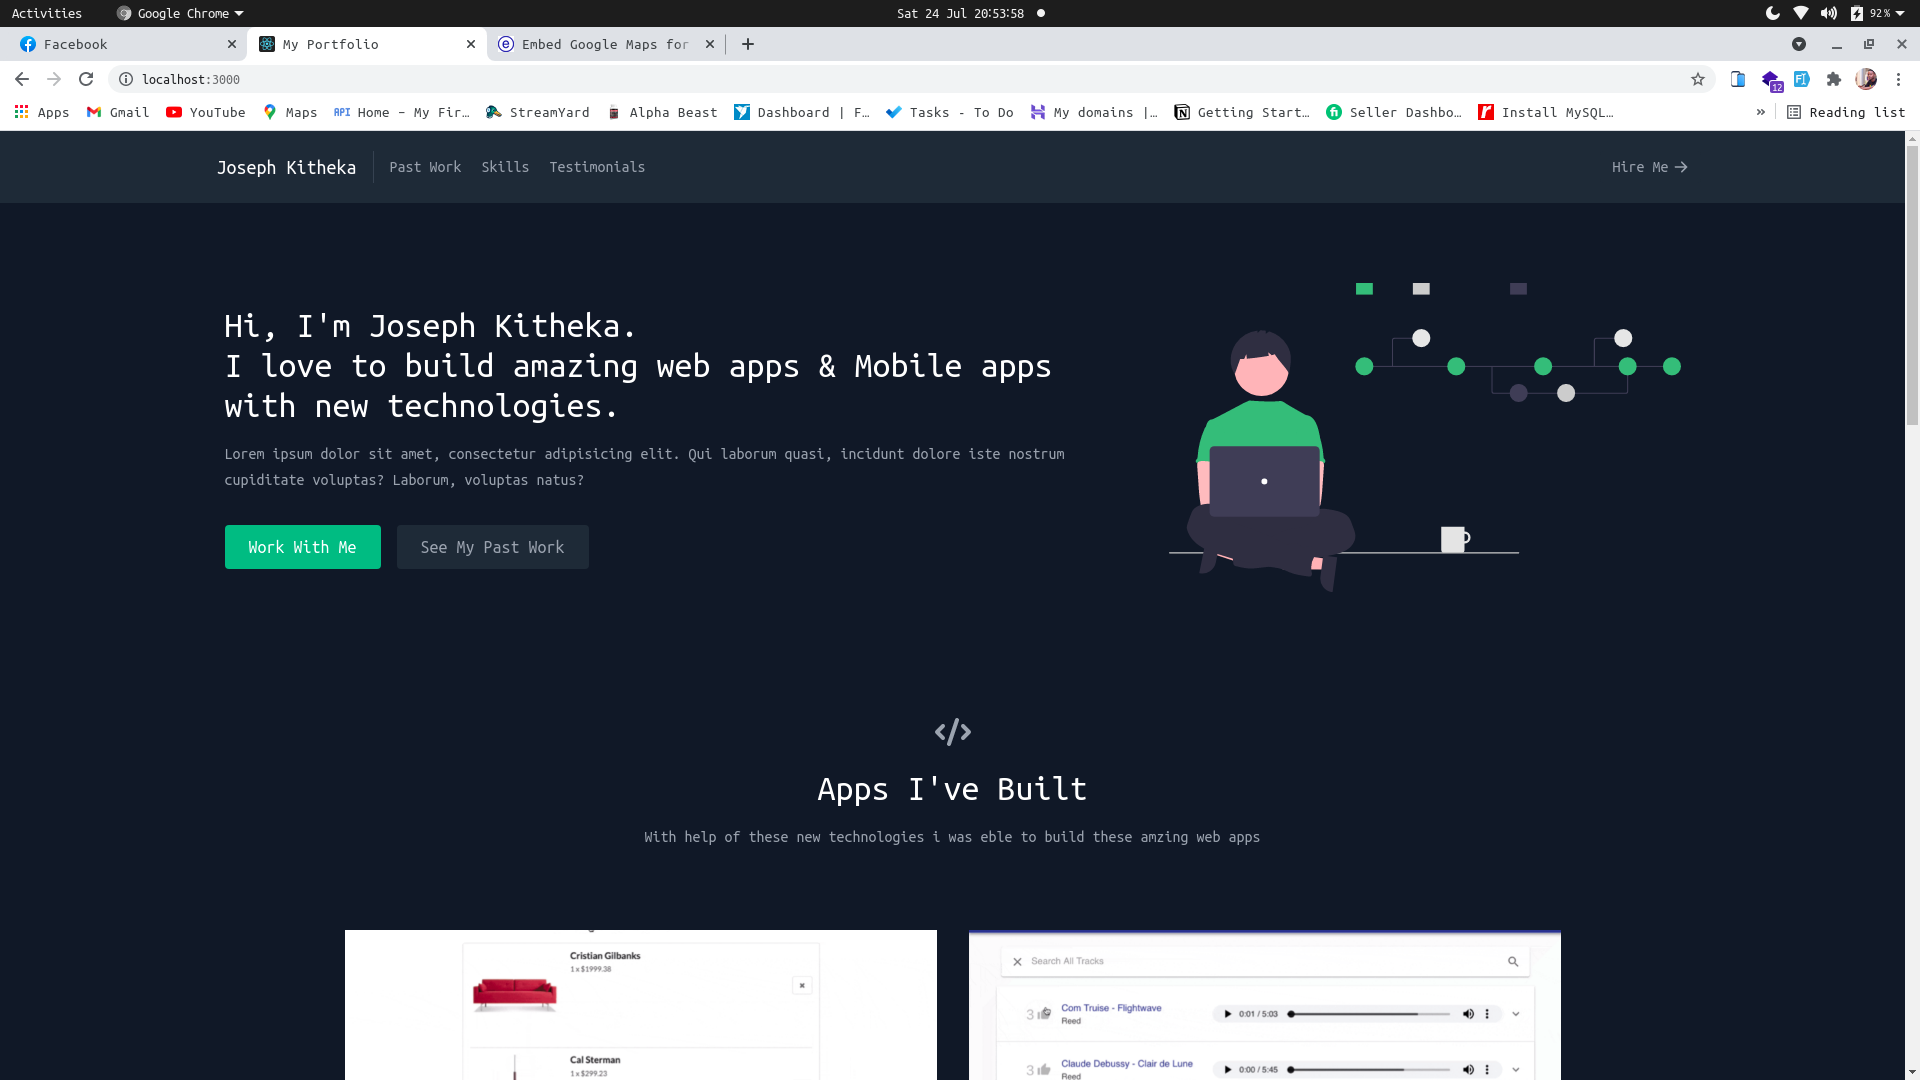 Activities
Google Chrome
Sat 24 Jul 20:53:58
92%
Facebook
My Portfolio
Embed Google Maps for
localhost:3000
12
Apps
Gmail
YouTube
Maps
API Home – My Fir…
StreamYard
Alpha Beast
Dashboard | F…
Tasks - To Do
My domains |…
Getting Start…
Seller Dashbo…
Install MySQL…
»
Reading list
Joseph Kitheka
Past Work
Skills
Testimonials
Hire Me
Hi, I'm Joseph Kitheka.
I love to build amazing web apps & Mobile apps
with new technologies.
Lorem ipsum dolor sit amet, consectetur adipisicing elit. Qui laborum quasi, incidunt dolore iste nostrum
cupiditate voluptas? Laborum, voluptas natus?
Work With Me
See My Past Work
</>
Apps I've Built
With help of these new technologies i was eble to build these amzing web apps
Cristian Gilbanks
1 x $1999.38
Cal Sterman
1 x $299.23
Search All Tracks
3
Com Truise - Flightwave
Reed
0:01 / 5:03
3
Claude Debussy - Clair de Lune
Reed
0:00 / 5:45